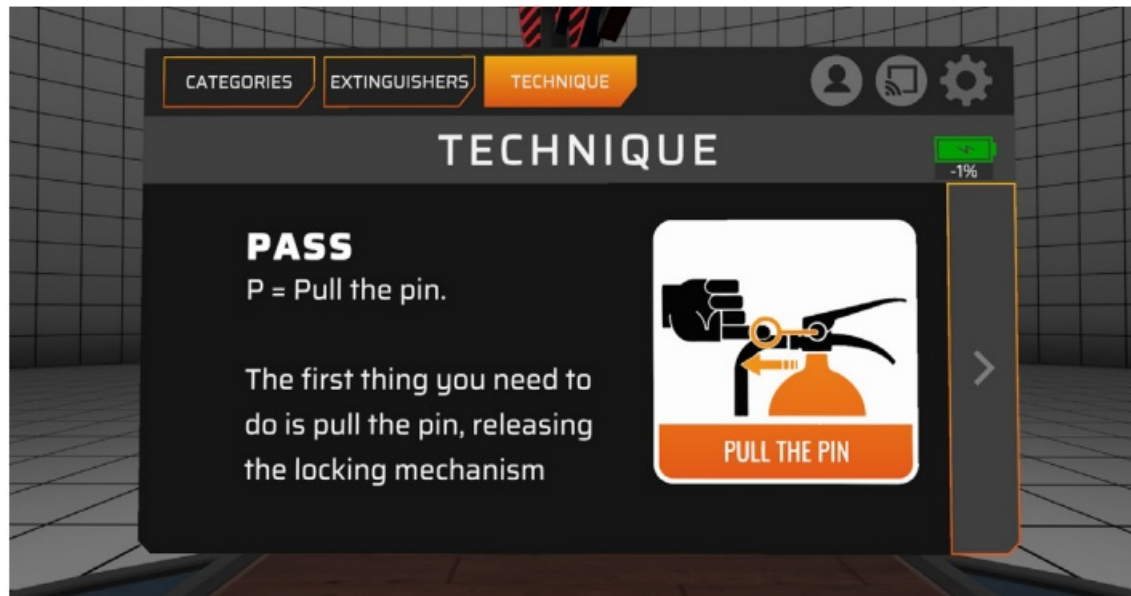 CATEGORIES
EXTINGUISHERS
TECHNIQUE
TECHNIQUE
-1%
PASS
P = Pull the pin.
The first thing you need to
do is pull the pin, releasing
the locking mechanism
PULL THE PIN